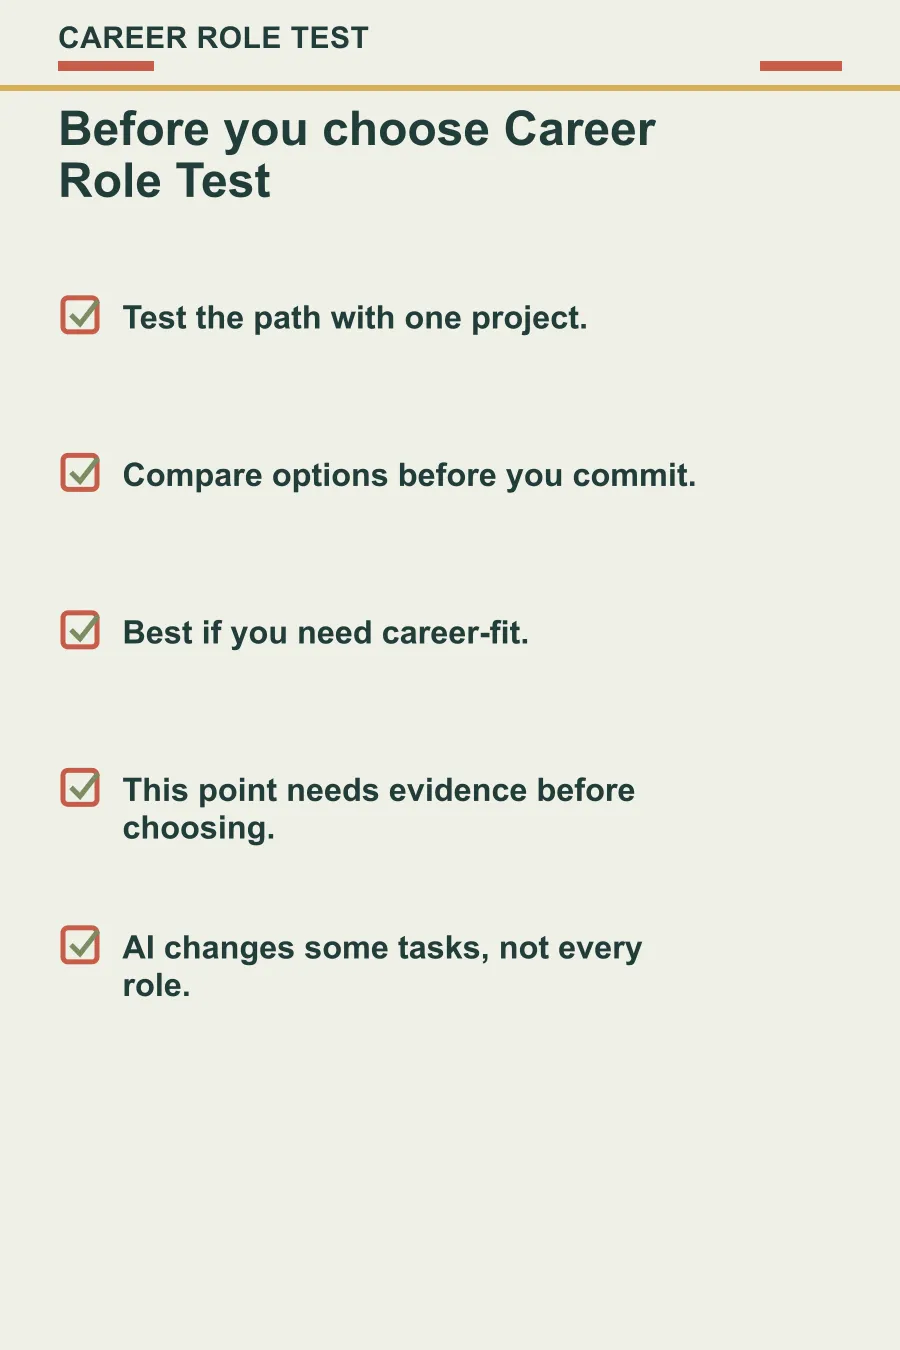 CAREER ROLE TEST
Before you choose Career
Role Test
Test the path with one project.
Compare options before you commit.
Best if you need career-fit.
This point needs evidence before
choosing.
AI changes some tasks, not every
role.